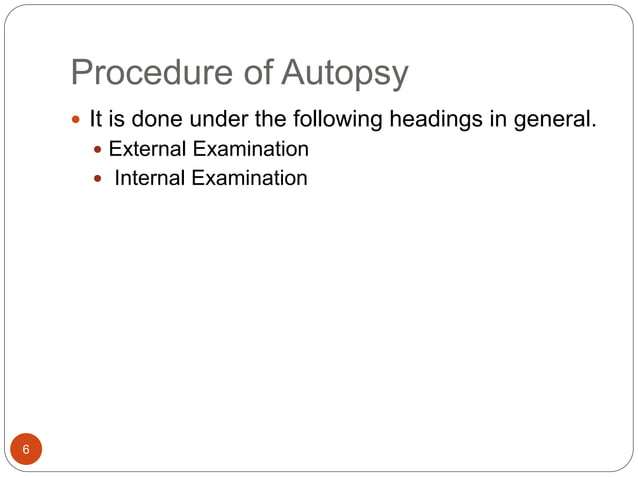 Procedure of Autopsy
• It is done under the following headings in general.
• External Examination
• Internal Examination
6